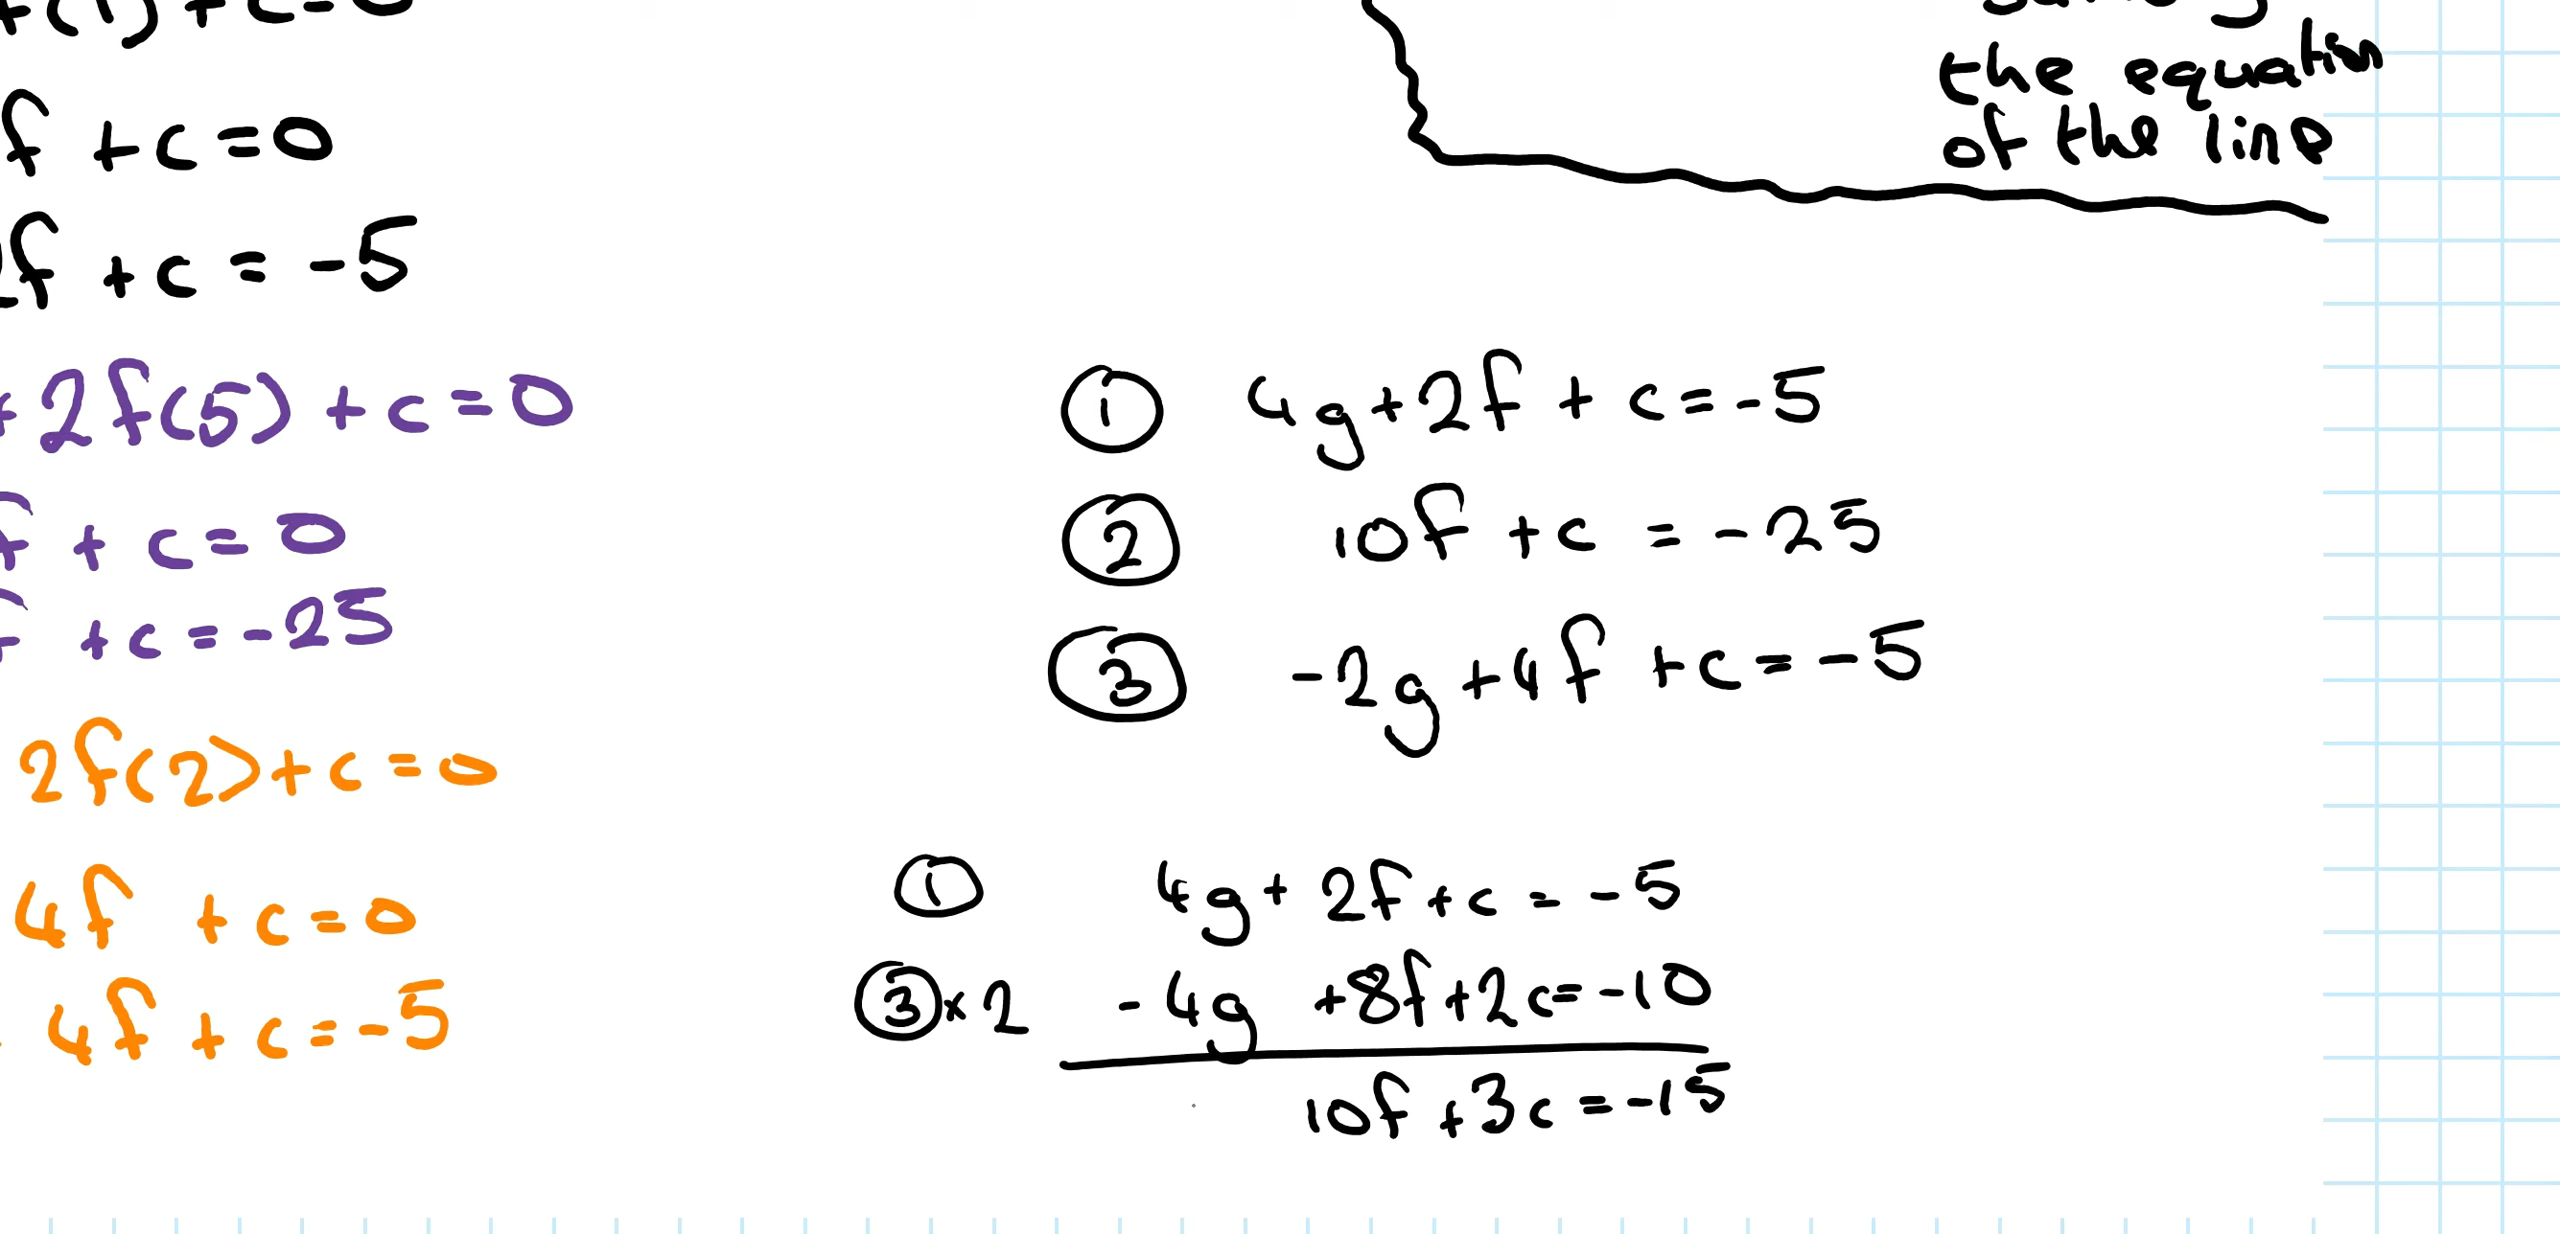 +c=0
f +c=0
2f +c = -5
+ 2f(5) +c=0
f + c=0
f +c = -25
2f(2)+c=0
4f +c=0
4f +c=-5
the equation
of the line
① 4g+2f + c=-5
② 10f +c = -25
③ -2g+4f +c=-5
① 4g+ 2f+c = -5
③×2 -4g +8f+2c=-10
10f +3c =-15